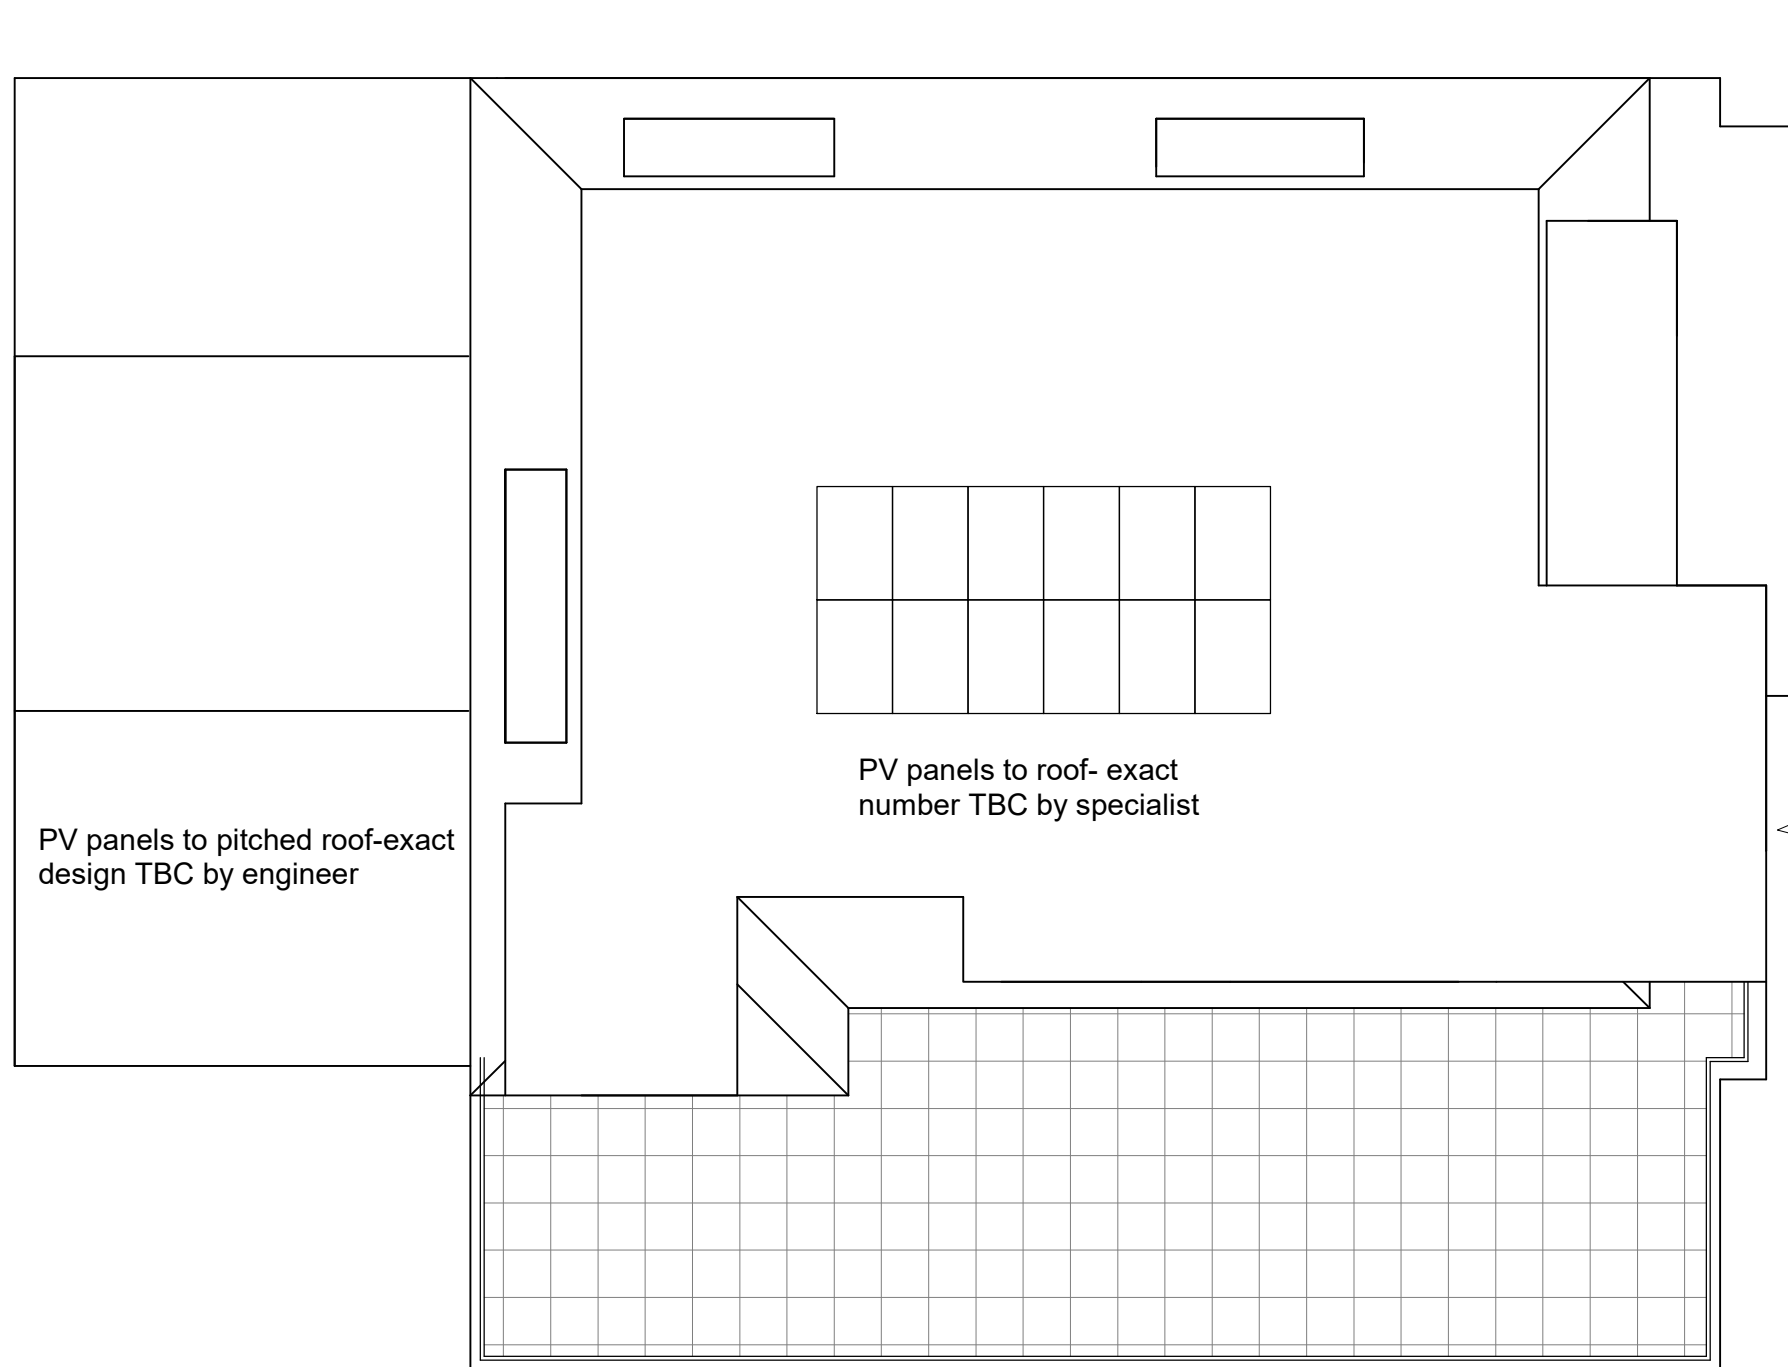 PV panels to roof- exact
number TBC by specialist
PV panels to pitched roof-exact
design TBC by engineer